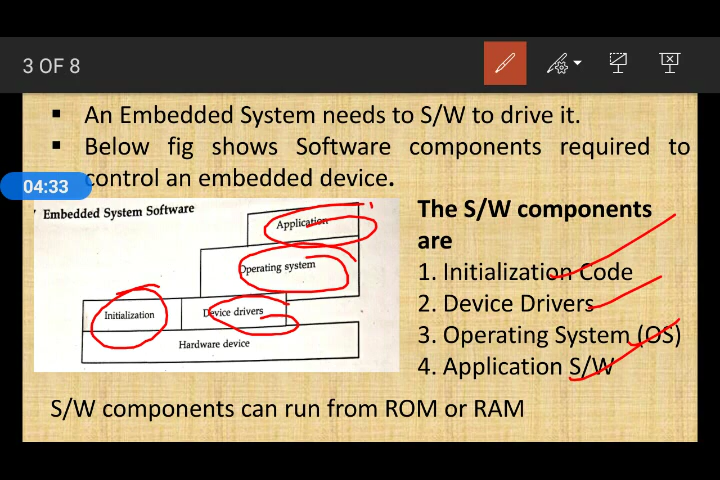 3 OF 8
▪ An Embedded System needs to S/W to drive it.
▪ Below fig shows Software components required to
04:33
control an embedded device.
Embedded System Software
Application
Operating system
Initialization
Device drivers
Hardware device
The S/W components
are
1. Initialization Code
2. Device Drivers
3. Operating System (OS)
4. Application S/W
S/W components can run from ROM or RAM